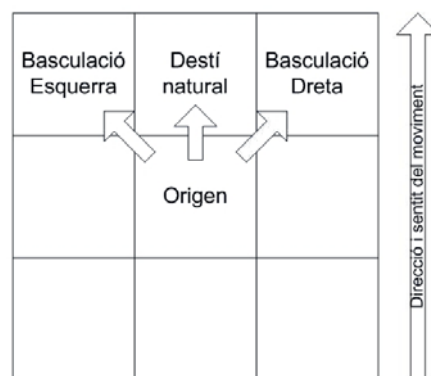 Basculació
Esquerra
Destí
natural
Basculació
Dreta
Origen
Direcció i sentit del moviment